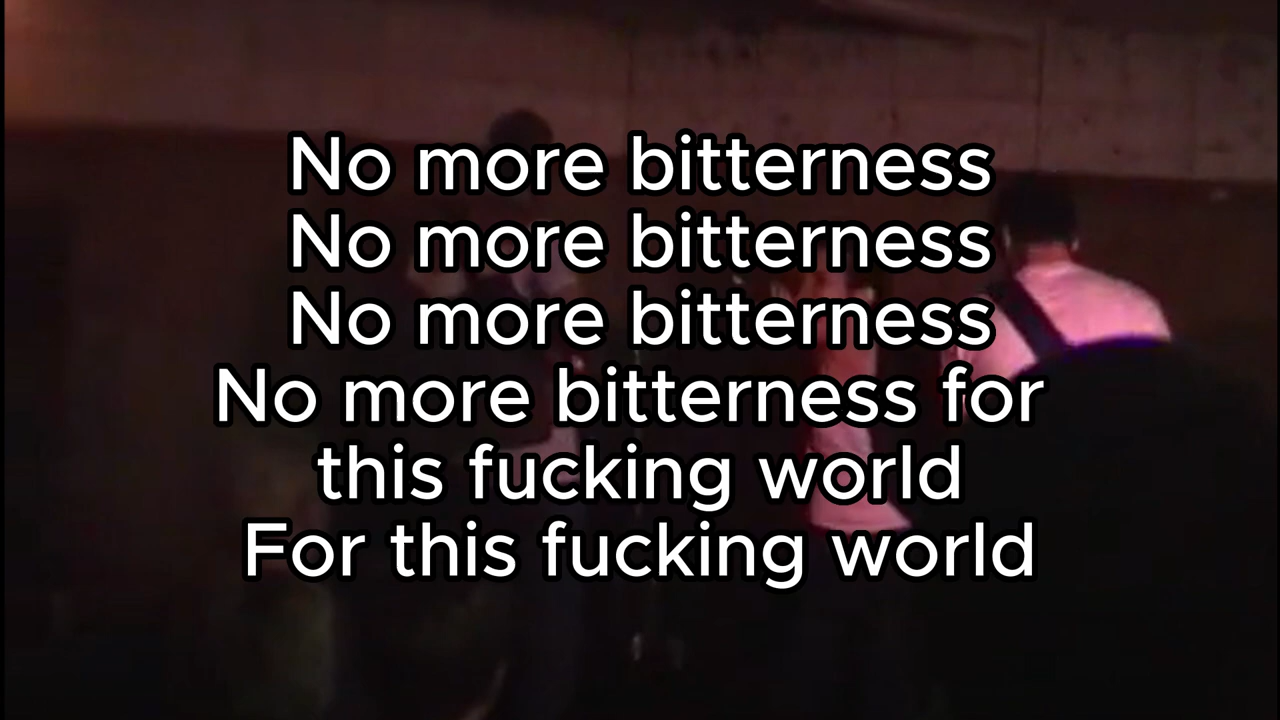 No more bitterness
No more bitterness
No more bitterness
No more bitterness for
this fucking world
For this fucking world